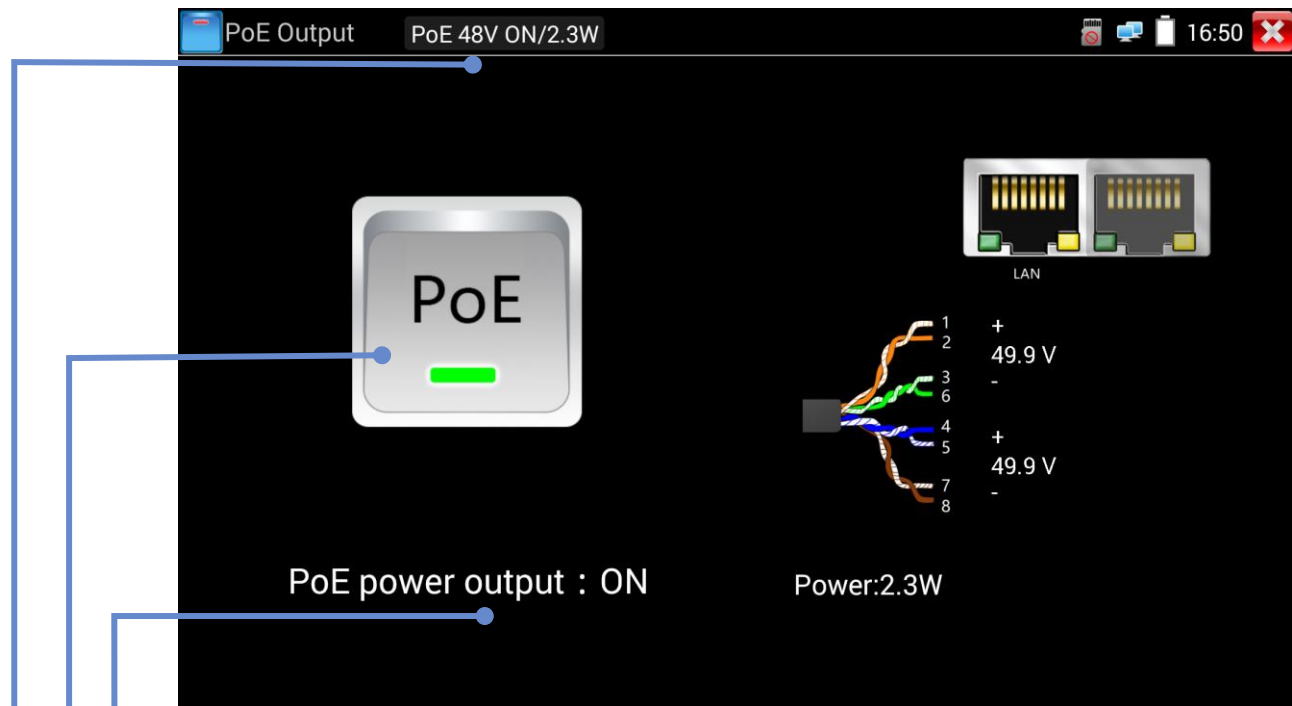 PoE Output PoE 48V ON/2.3W 16:50
PoE
LAN
1 +
2 49.9 V
3 -
6
4 +
5 49.9 V
7 -
8
PoE power output：ON Power:2.3W